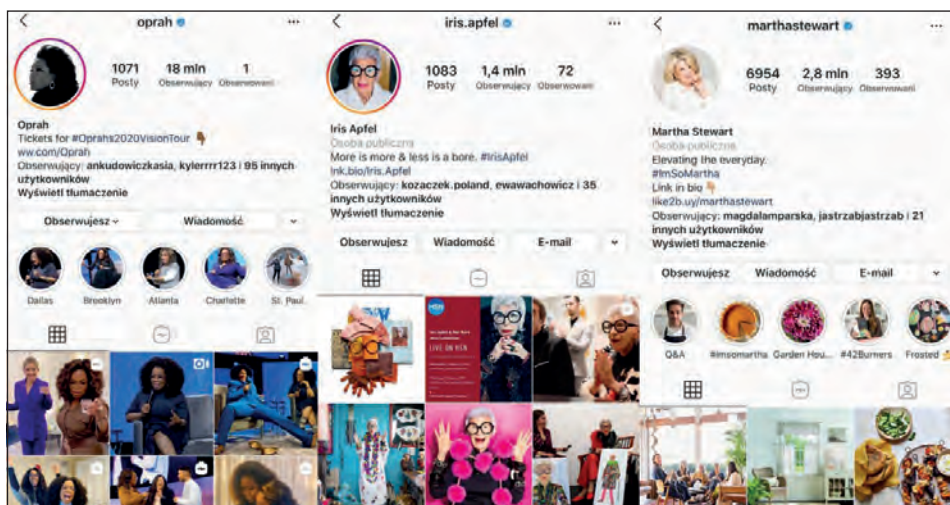 oprah
1071
18 mln
1
Posty
Obserwujący
Obserwowani
Oprah
Tickets for #Oprahs2020VisionTour
ww.com/Oprah
Obserwujący: ankudowiczkasia, kylerrrr123 i 95 innych
użytkowników
Wyświetl tłumaczenie
Obserwujesz
Wiadomość
Dallas
Brooklyn
Atlanta
Charlotte
St. Paul
iris.apfel
1083
1,4 mln
72
Posty
Obserwujący
Obserwowani
Iris Apfel
Osoba publiczna
More is more & less is a bore. #IrisApfel
lnk.bio/Iris.Apfel
Obserwujący: kozaczek.poland, ewawachowicz i 35
innych użytkowników
Wyświetl tłumaczenie
Obserwujesz
Wiadomość
E-mail
HSN
LIVE ON HSN
marthastewart
6954
2,8 mln
393
Posty
Obserwujący
Obserwowani
Martha Stewart
Osoba publiczna
Elevating the everyday.
#ImSoMartha
Link in bio
like2b.uy/marthastewart
Obserwujący: magdalamparska, jastrzabjastrzab i 21
innych użytkowników
Wyświetl tłumaczenie
Obserwujesz
Wiadomość
E-mail
Q&A
#imsomartha
Garden Hou...
#42Burners
Frosted